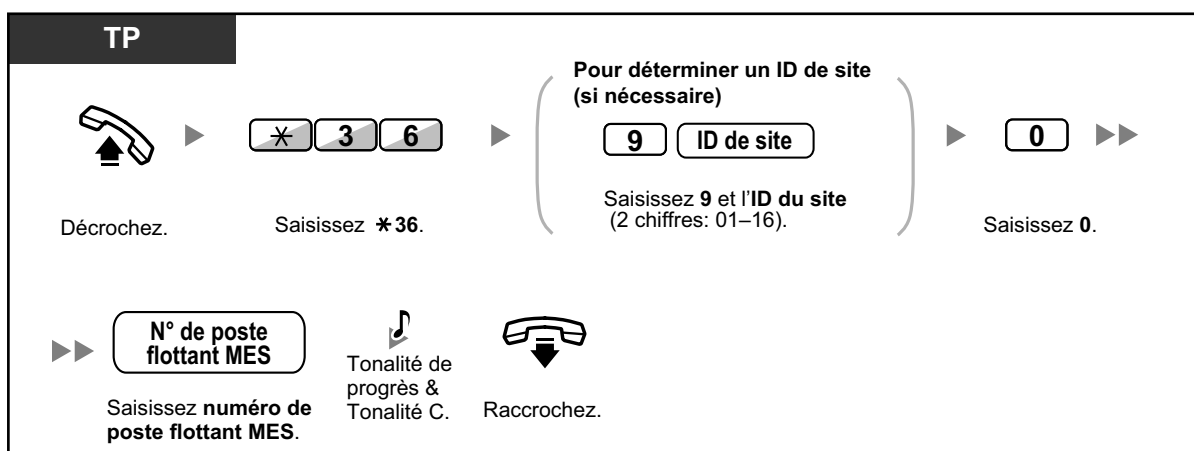 TP
Décrochez.
✳ 3 6
Saisissez ✳36.
Pour déterminer un ID de site
(si nécessaire)
9 ID de site
Saisissez 9 et l'ID du site
(2 chiffres: 01–16).
0
Saisissez 0.
N° de poste
flottant MES
Saisissez numéro de
poste flottant MES.
Tonalité de
progrès &
Tonalité C.
Raccrochez.